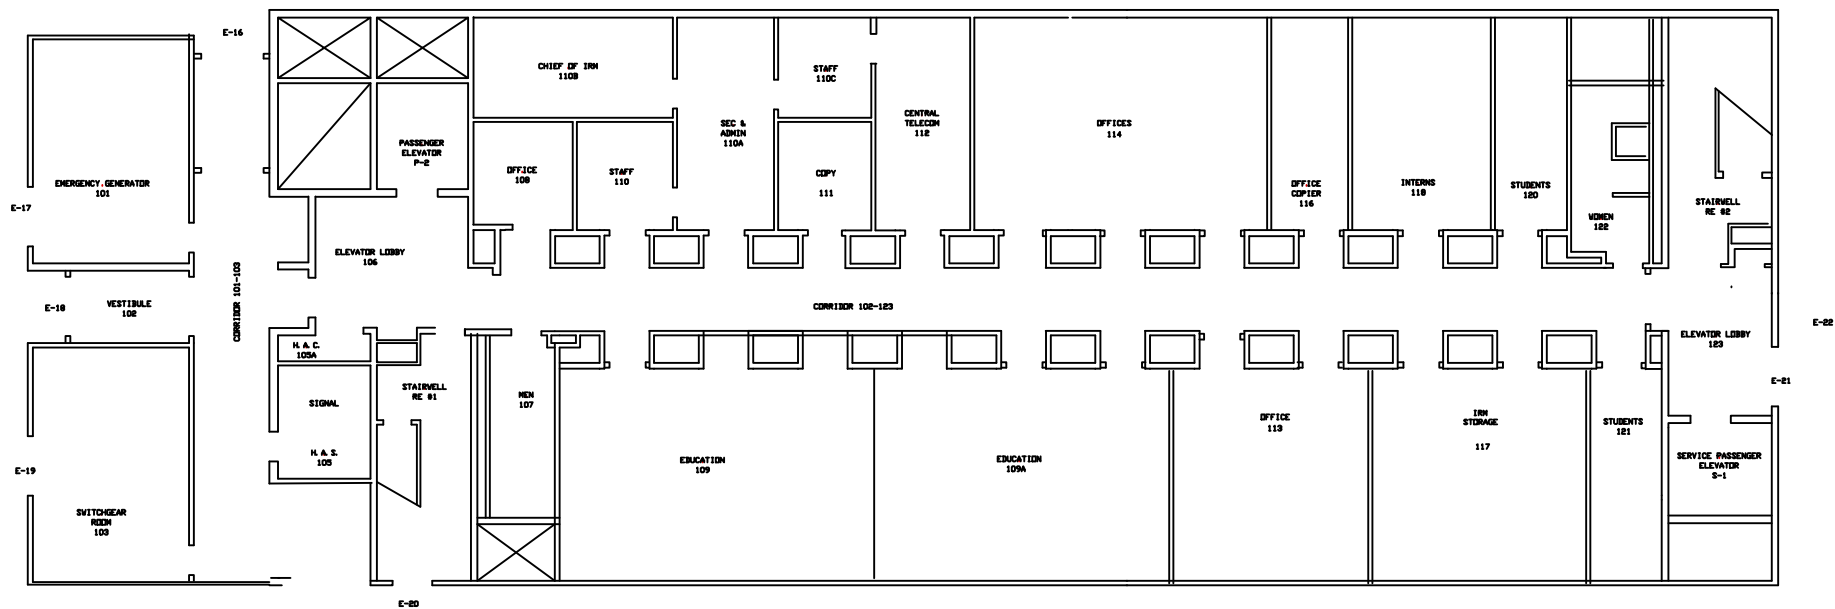 E-16
CHIEF OF IRM
110B
STAFF
110C
SEC &
ADMIN
110A
CENTRAL
TELECOM
112
OFFICES
114
PASSENGER
ELEVATOR
P-2
OFFICE
108
STAFF
110
COPY
111
EMERGENCY GENERATOR
101
E-17
OFFICE
COPIER
116
INTERNS
118
STUDENTS
120
WOMEN
122
STAIRWELL
RE #2
ELEVATOR LOBBY
106
CORRIDOR 101-103
E-18
VESTIBULE
102
CORRIDOR 102-123
E-22
ELEVATOR LOBBY
123
H. A. C.
105A
E-21
STAIRWELL
RE #1
MEN
107
SIGNAL
H. A. S.
105
OFFICE
113
IRM
STORAGE
117
STUDENTS
121
EDUCATION
109
EDUCATION
109A
SERVICE PASSENGER
ELEVATOR
S-1
E-19
SWITCHGEAR
ROOM
103
E-20